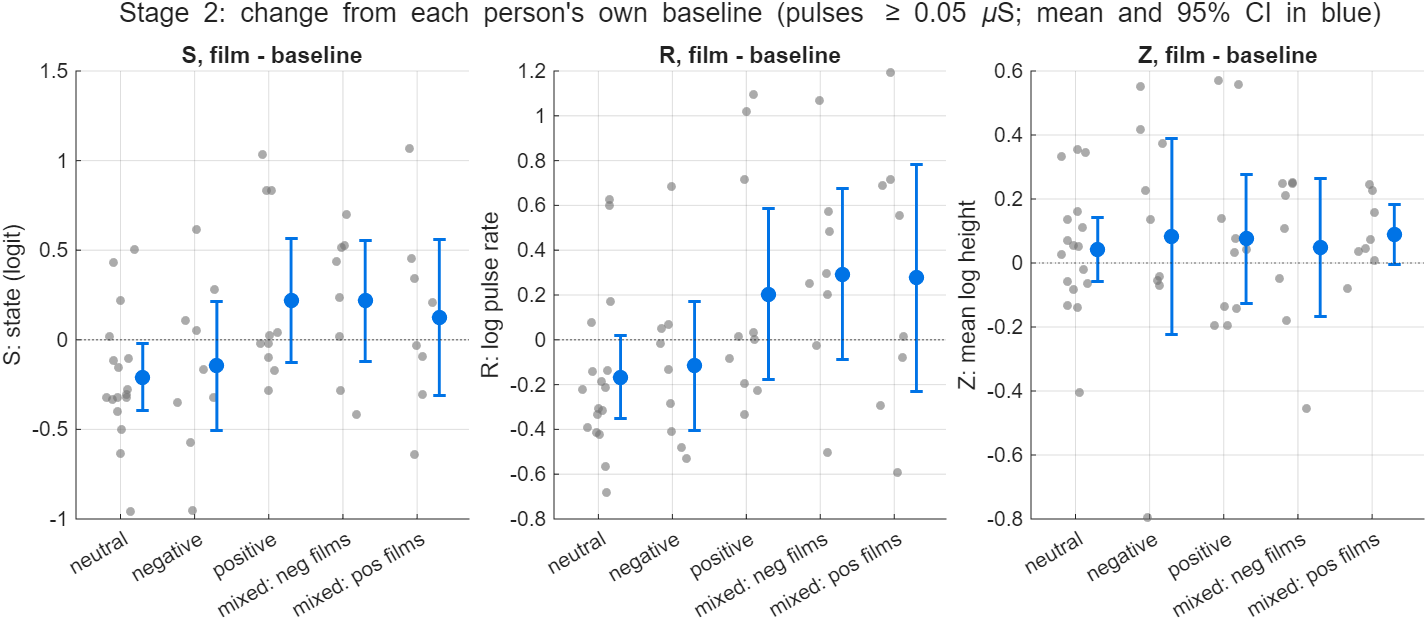 Stage 2: change from each person's own baseline (pulses ≥ 0.05 µS; mean and 95% CI in blue)
S, film - baseline
S: state (logit)
1.5
1
0.5
0
-0.5
-1
neutral
negative
positive
mixed: neg films
mixed: pos films
R, film - baseline
R: log pulse rate
1.2
1
0.8
0.6
0.4
0.2
0
-0.2
-0.4
-0.6
-0.8
neutral
negative
positive
mixed: neg films
mixed: pos films
Z, film - baseline
Z: mean log height
0.6
0.4
0.2
0
-0.2
-0.4
-0.6
-0.8
neutral
negative
positive
mixed: neg films
mixed: pos films